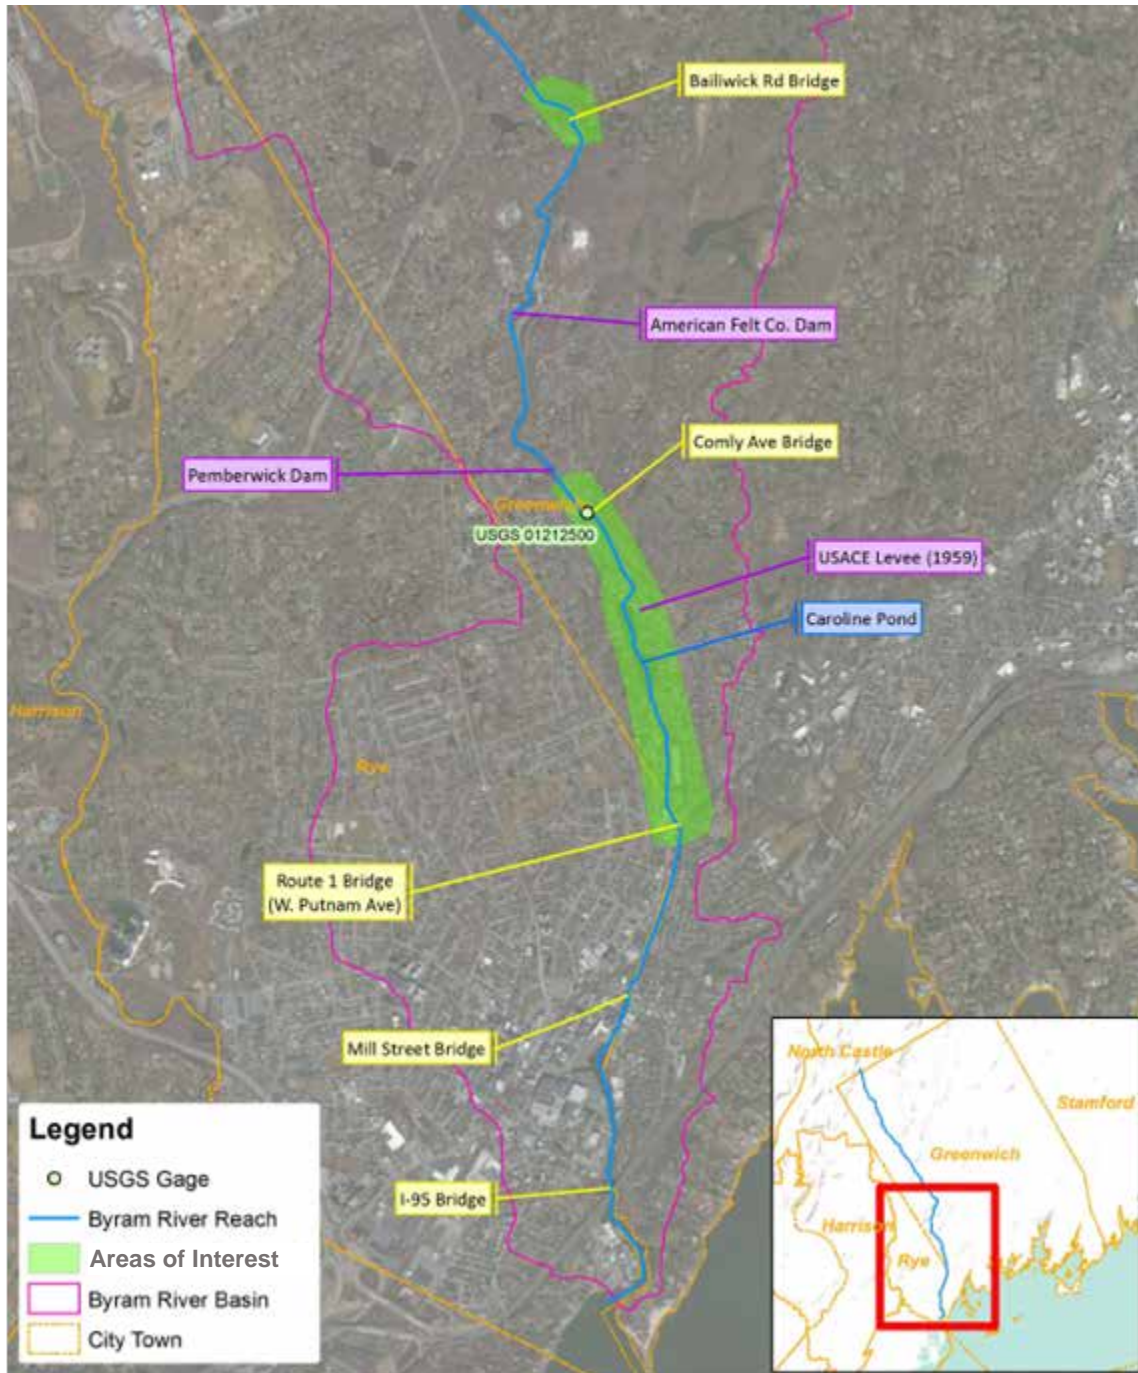 Bailiwick Rd Bridge
American Felt Co. Dam
Comly Ave Bridge
Pemberwick Dam
Greenwich
USGS 01212500
USACE Levee (1959)
Caroline Pond
Harrison
Rye
Route 1 Bridge
(W. Putnam Ave)
Mill Street Bridge
I-95 Bridge
Legend
USGS Gage
Byram River Reach
Areas of Interest
Byram River Basin
City Town
North Castle
Stamford
Greenwich
Harrison
Rye